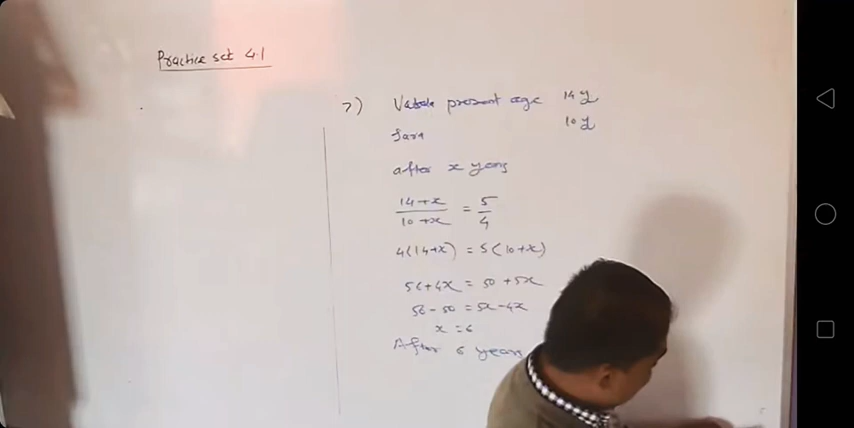 Practice set 4.1
7) Vatsala present age 14 y
Sara 10 y
after x years
14+x / 10+x = 5 / 4
4(14+x) = 5(10+x)
56+4x = 50+5x
56-50 = 5x-4x
x = 6
After 6 years